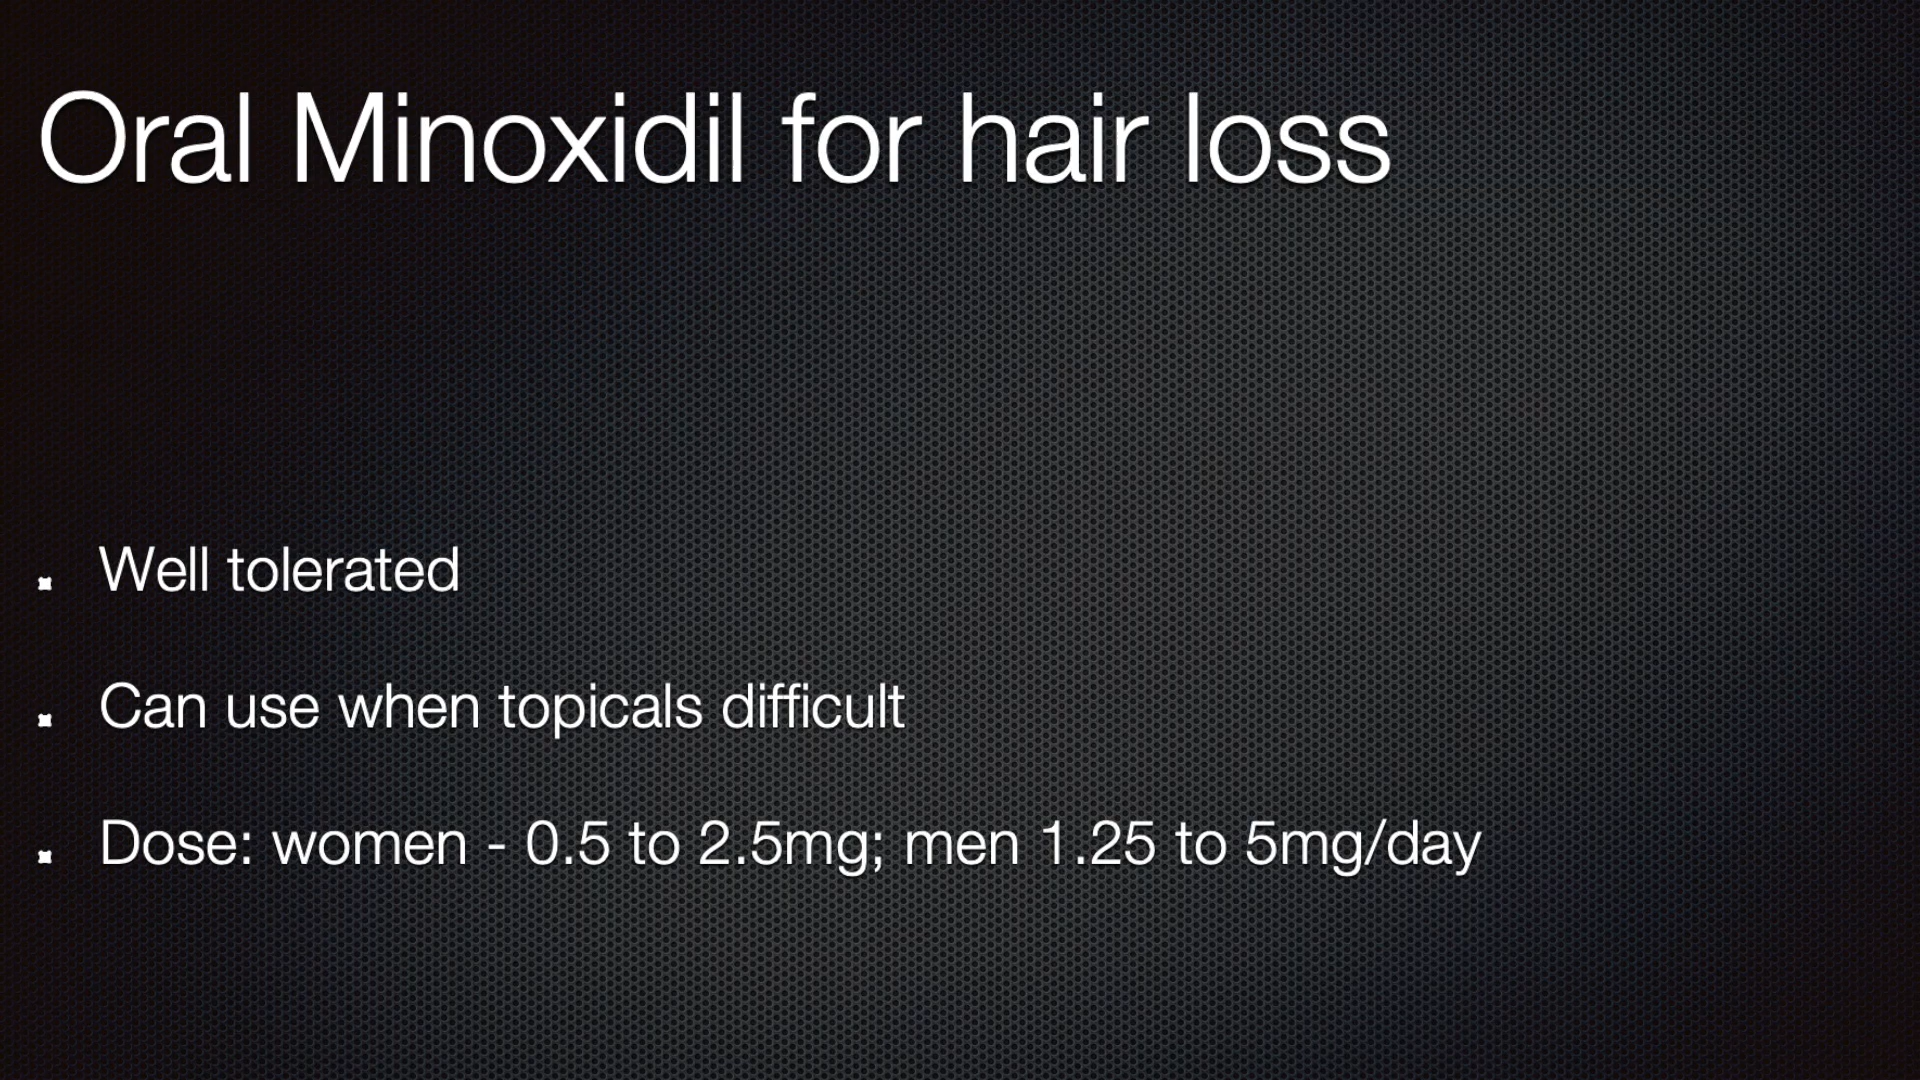 Oral Minoxidil for hair loss
Well tolerated
Can use when topicals difficult
Dose: women - 0.5 to 2.5mg; men 1.25 to 5mg/day